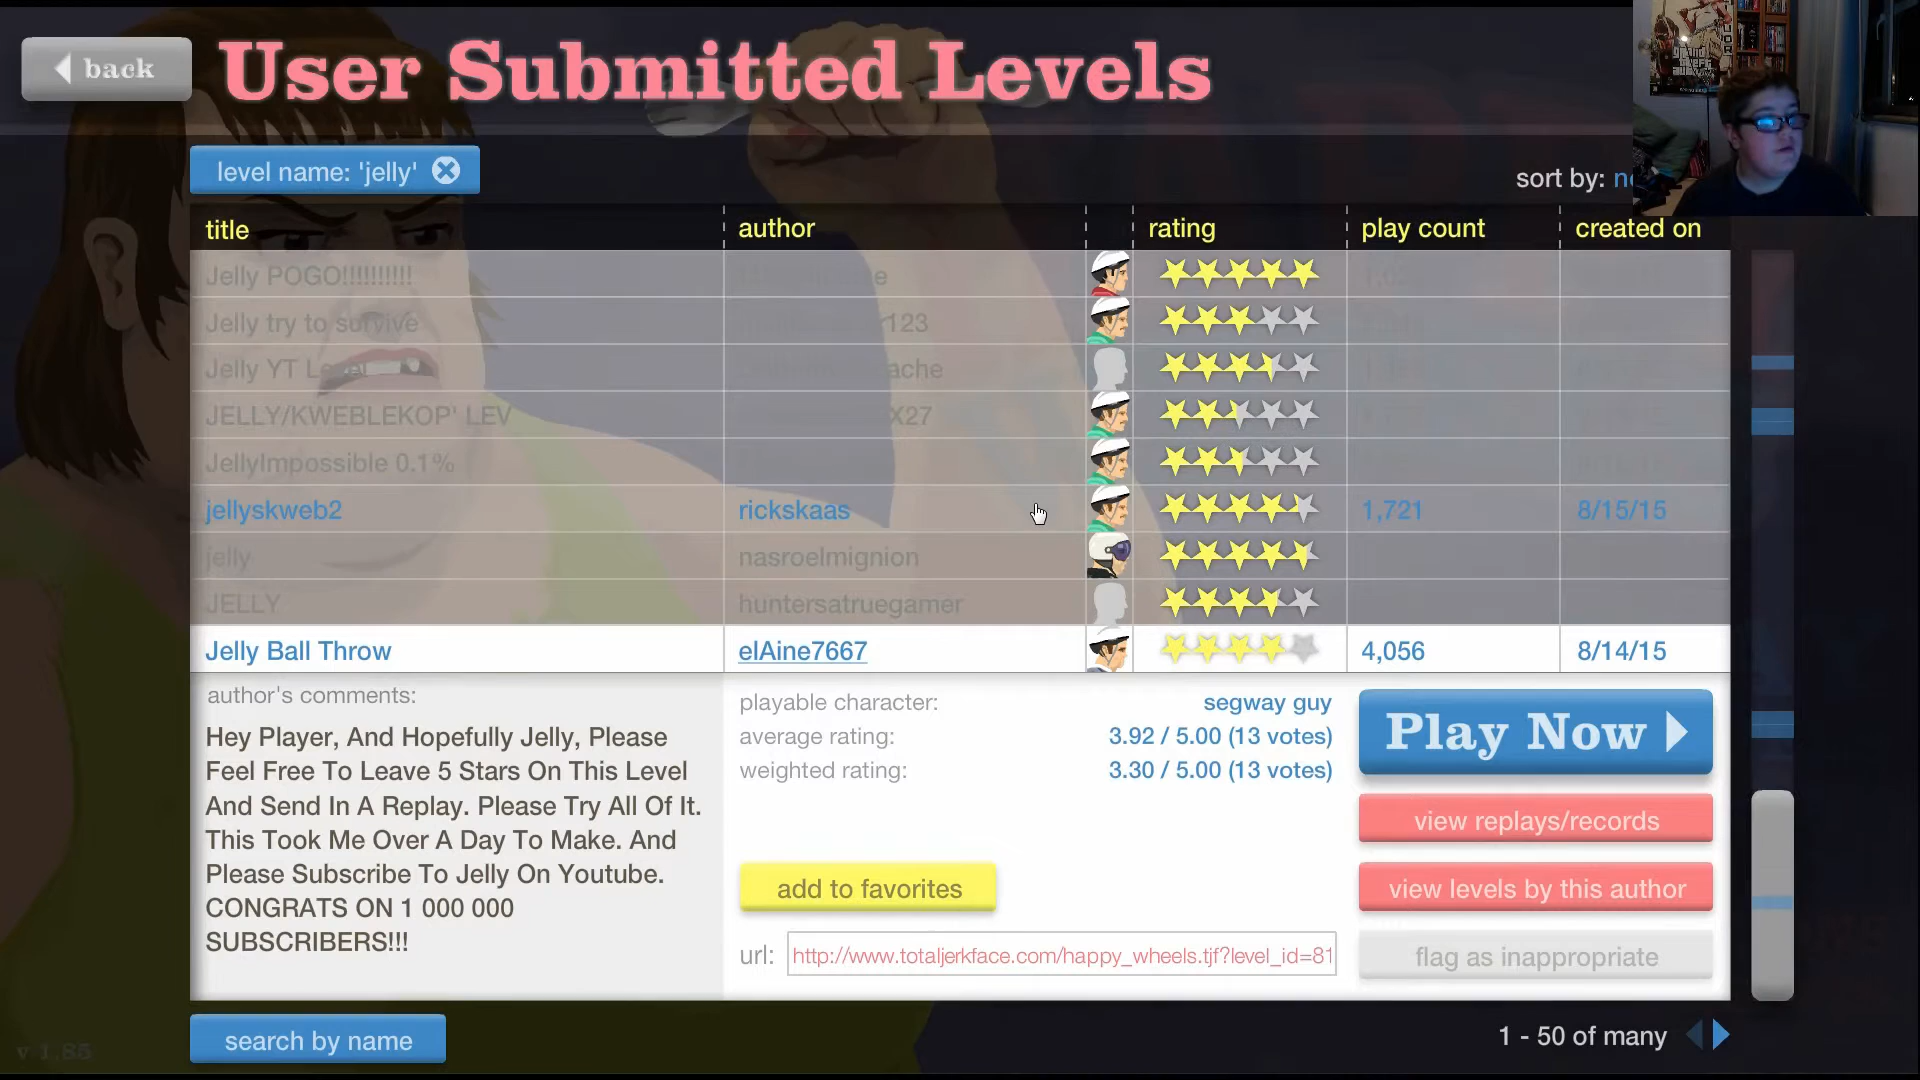 back
User Submitted Levels
level name: 'jelly'
sort by:
title author rating play count created on
Jelly POGO!!!!!!!!!!
Jelly try to survive 123
Jelly YT ache
JELLY/KWEBLEKOP' LEV X27
JellyImpossible 0.1%
jellyskweb2 rickskaas 1,721 8/15/15
jelly nasroelmignion
JELLY huntersatruegamer
Jelly Ball Throw elAine7667 4,056 8/14/15
author's comments:
Hey Player, And Hopefully Jelly, Please
Feel Free To Leave 5 Stars On This Level
And Send In A Replay. Please Try All Of It.
This Took Me Over A Day To Make. And
Please Subscribe To Jelly On Youtube.
CONGRATS ON 1 000 000
SUBSCRIBERS!!!
playable character: segway guy
average rating: 3.92 / 5.00 (13 votes)
weighted rating: 3.30 / 5.00 (13 votes)
add to favorites
url: http://www.totaljerkface.com/happy_wheels.tjf?level_id=81
Play Now
view replays/records
view levels by this author
flag as inappropriate
search by name
1 - 50 of many
v 1.85